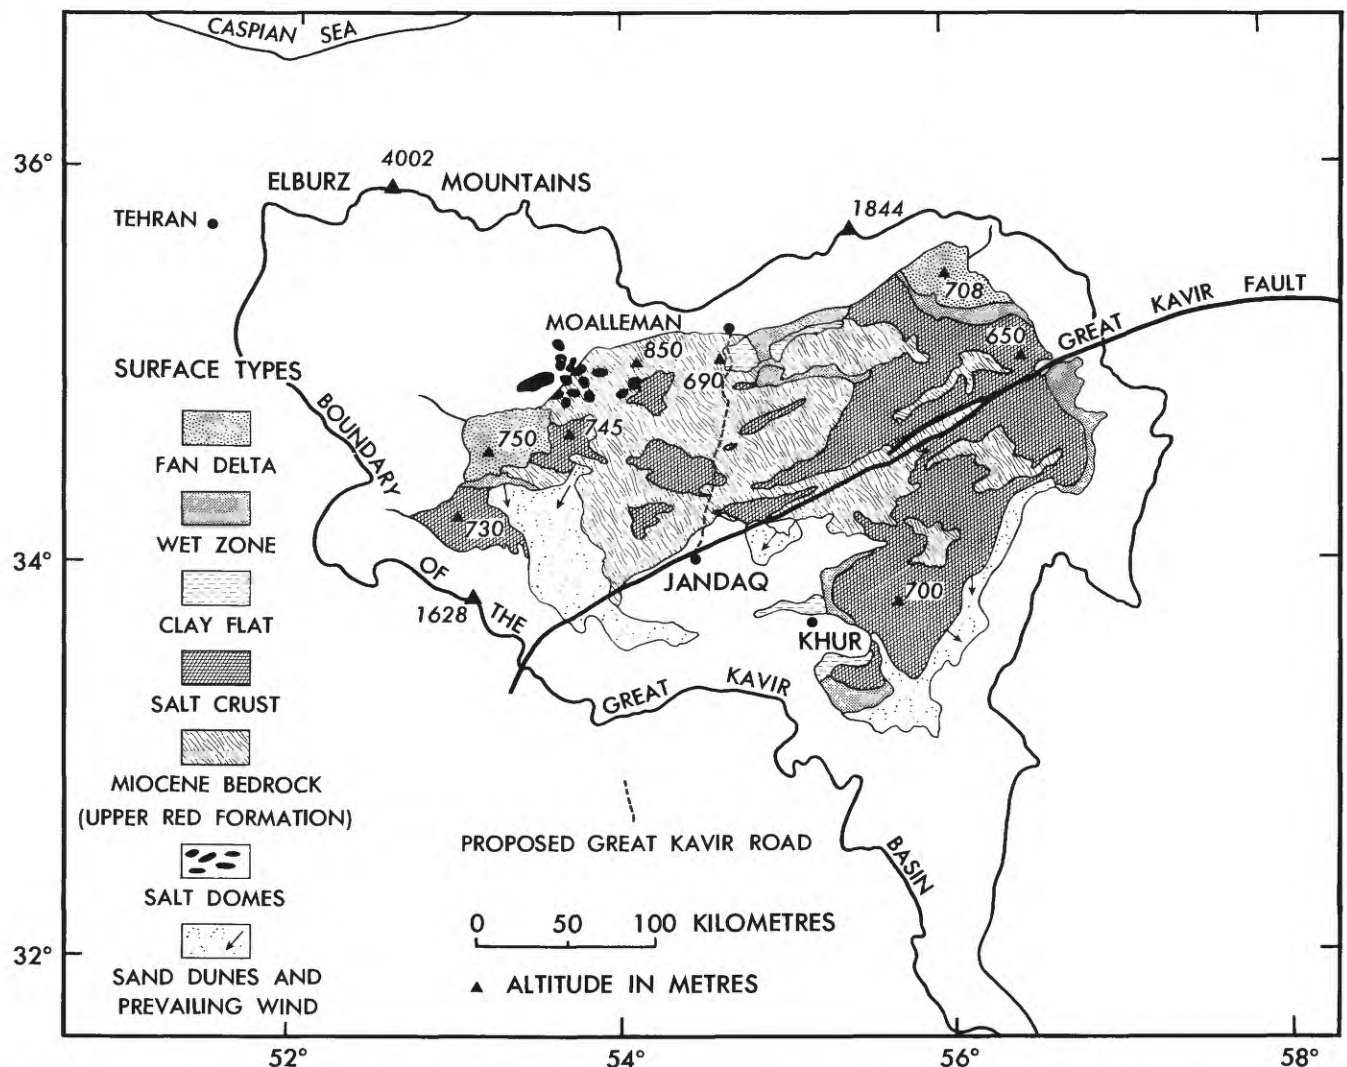 CASPIAN SEA
36°
4002
ELBURZ MOUNTAINS
TEHRAN
1844
708
GREAT KAVIR FAULT
MOALLEMAN
850
650
690
SURFACE TYPES
BOUNDARY OF THE GREAT KAVIR BASIN
750
745
FAN DELTA
730
WET ZONE
34°
JANDAQ
700
1628
CLAY FLAT
KHUR
SALT CRUST
MIOCENE BEDROCK
(UPPER RED FORMATION)
PROPOSED GREAT KAVIR ROAD
SALT DOMES
0 50 100 KILOMETRES
32°
SAND DUNES AND
PREVAILING WIND
ALTITUDE IN METRES
52° 54° 56° 58°